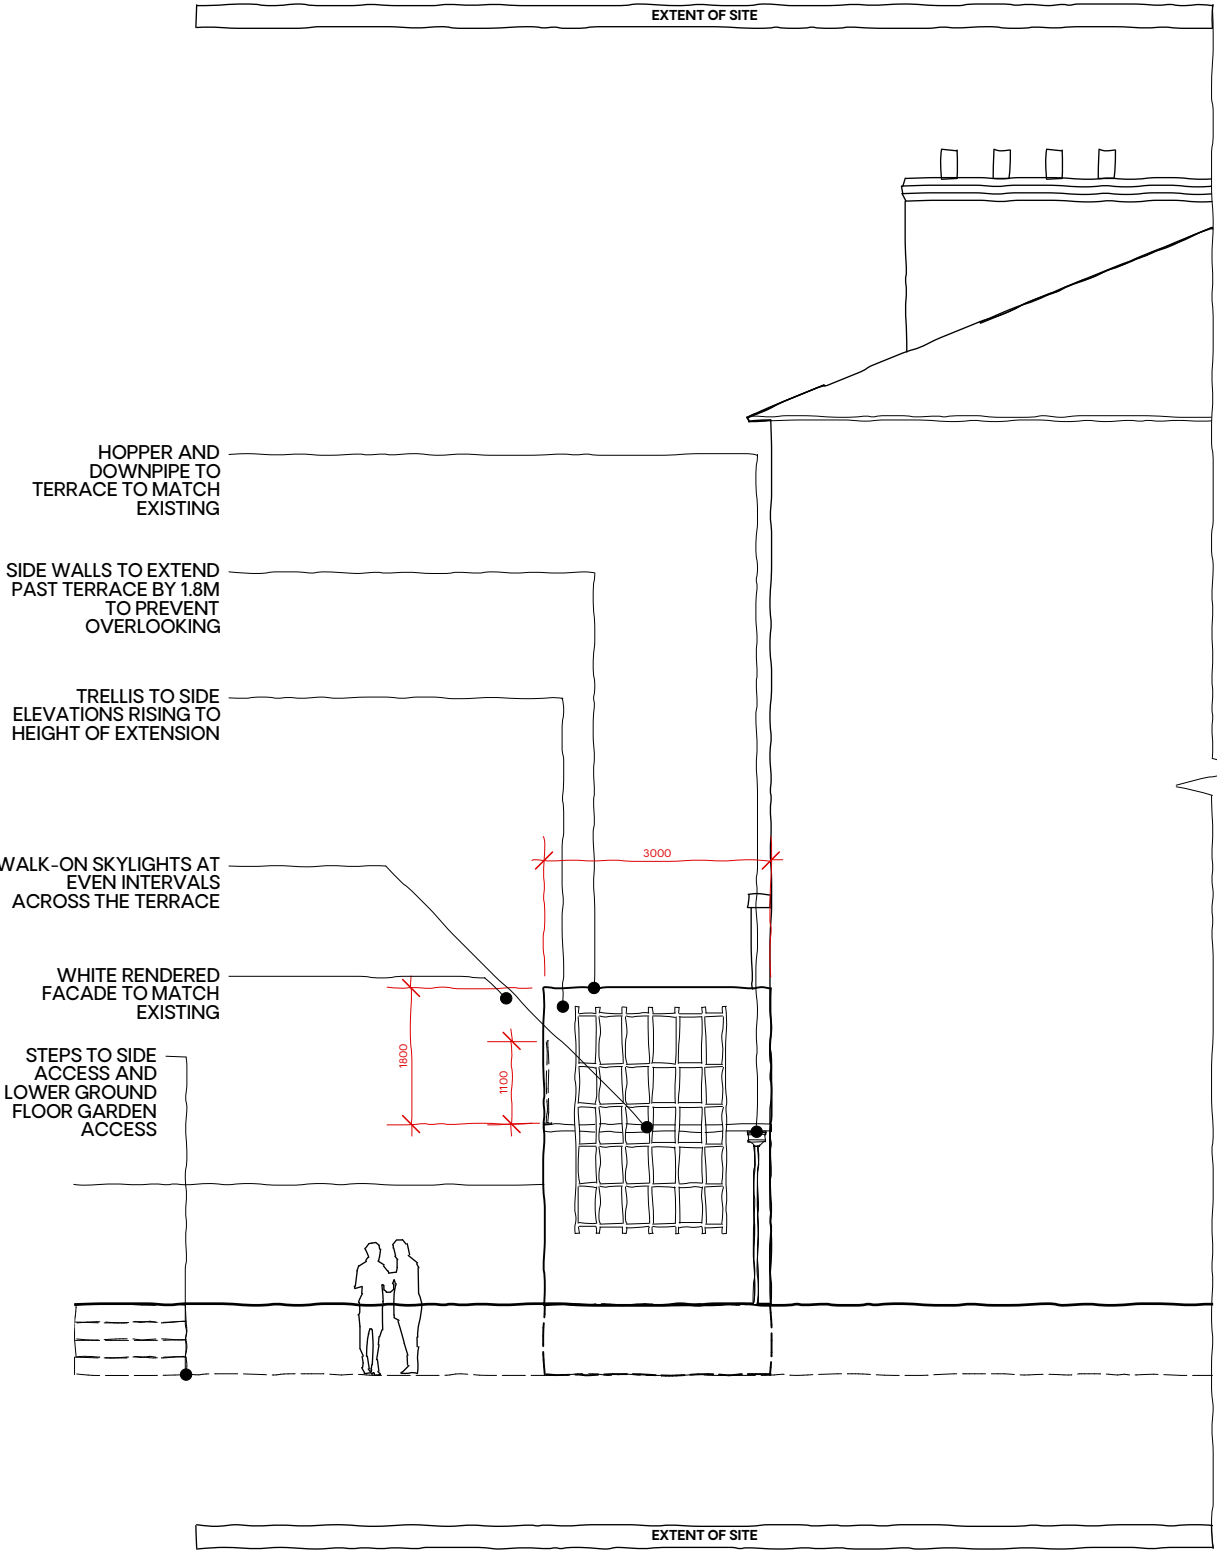 EXTENT OF SITE
HOPPER AND
DOWNPIPE TO
TERRACE TO MATCH
EXISTING
SIDE WALLS TO EXTEND
PAST TERRACE BY 1.8M
TO PREVENT
OVERLOOKING
TRELLIS TO SIDE
ELEVATIONS RISING TO
HEIGHT OF EXTENSION
3000
WALK-ON SKYLIGHTS AT
EVEN INTERVALS
ACROSS THE TERRACE
WHITE RENDERED
FACADE TO MATCH
EXISTING
1800
1100
STEPS TO SIDE
ACCESS AND
LOWER GROUND
FLOOR GARDEN
ACCESS
EXTENT OF SITE